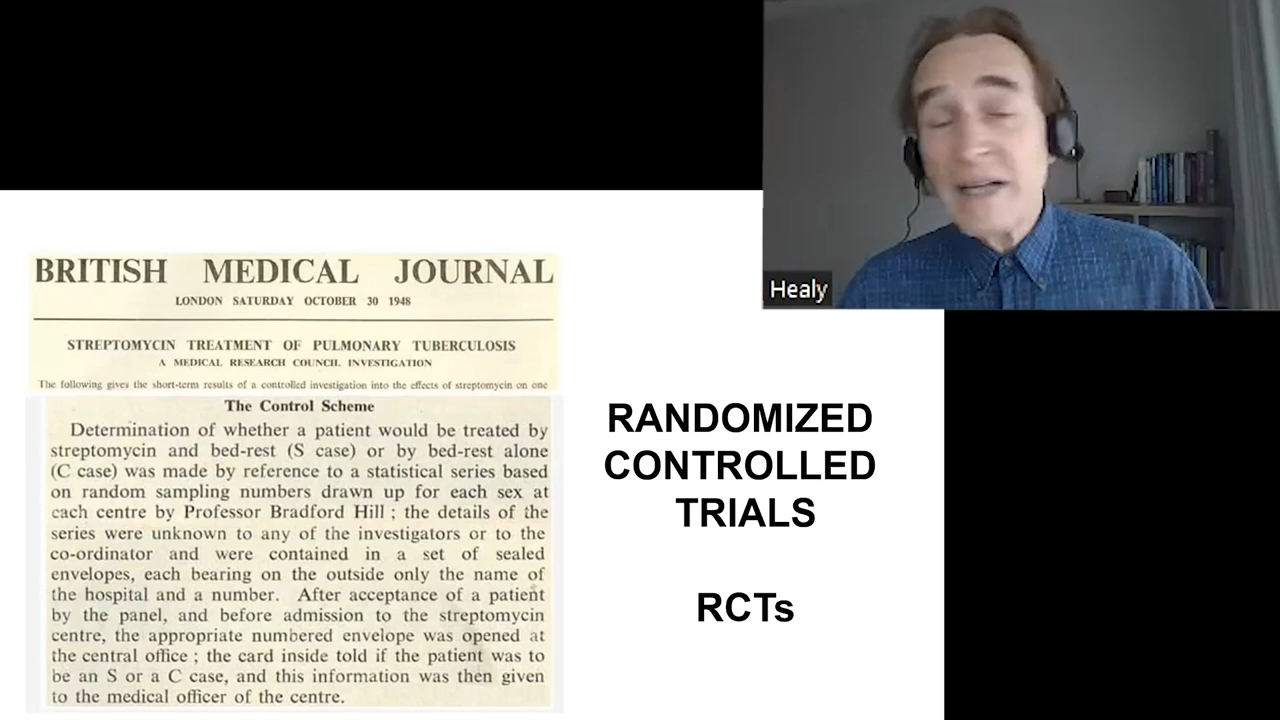 Healy
BRITISH MEDICAL JOURNAL
LONDON SATURDAY OCTOBER 30 1948
STREPTOMYCIN TREATMENT OF PULMONARY TUBERCULOSIS
A MEDICAL RESEARCH COUNCIL INVESTIGATION
The following gives the short-term results of a controlled investigation into the effects of streptomycin on one
The Control Scheme
Determination of whether a patient would be treated by
streptomycin and bed-rest (S case) or by bed-rest alone
(C case) was made by reference to a statistical series based
on random sampling numbers drawn up for each sex at
each centre by Professor Bradford Hill ; the details of the
series were unknown to any of the investigators or to the
co-ordinator and were contained in a set of sealed
envelopes, each bearing on the outside only the name of
the hospital and a number. After acceptance of a patient
by the panel, and before admission to the streptomycin
centre, the appropriate numbered envelope was opened at
the central office ; the card inside told if the patient was to
be an S or a C case, and this information was then given
to the medical officer of the centre.
RANDOMIZED
CONTROLLED
TRIALS
RCTs